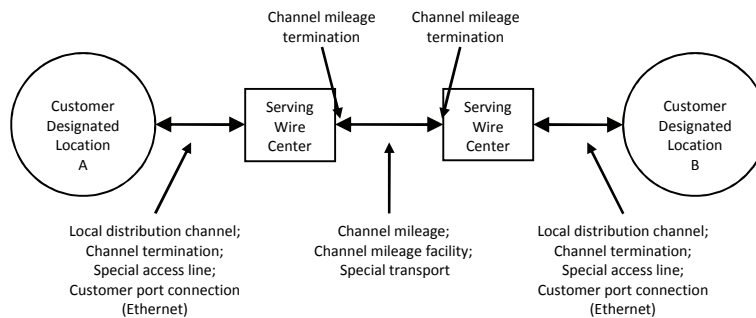 Channel mileage
termination
Channel mileage
termination
Customer
Designated
Location
A
Serving
Wire
Center
Serving
Wire
Center
Customer
Designated
Location
B
Local distribution channel;
Channel termination;
Special access line;
Customer port connection
(Ethernet)
Channel mileage;
Channel mileage facility;
Special transport
Local distribution channel;
Channel termination;
Special access line;
Customer port connection
(Ethernet)